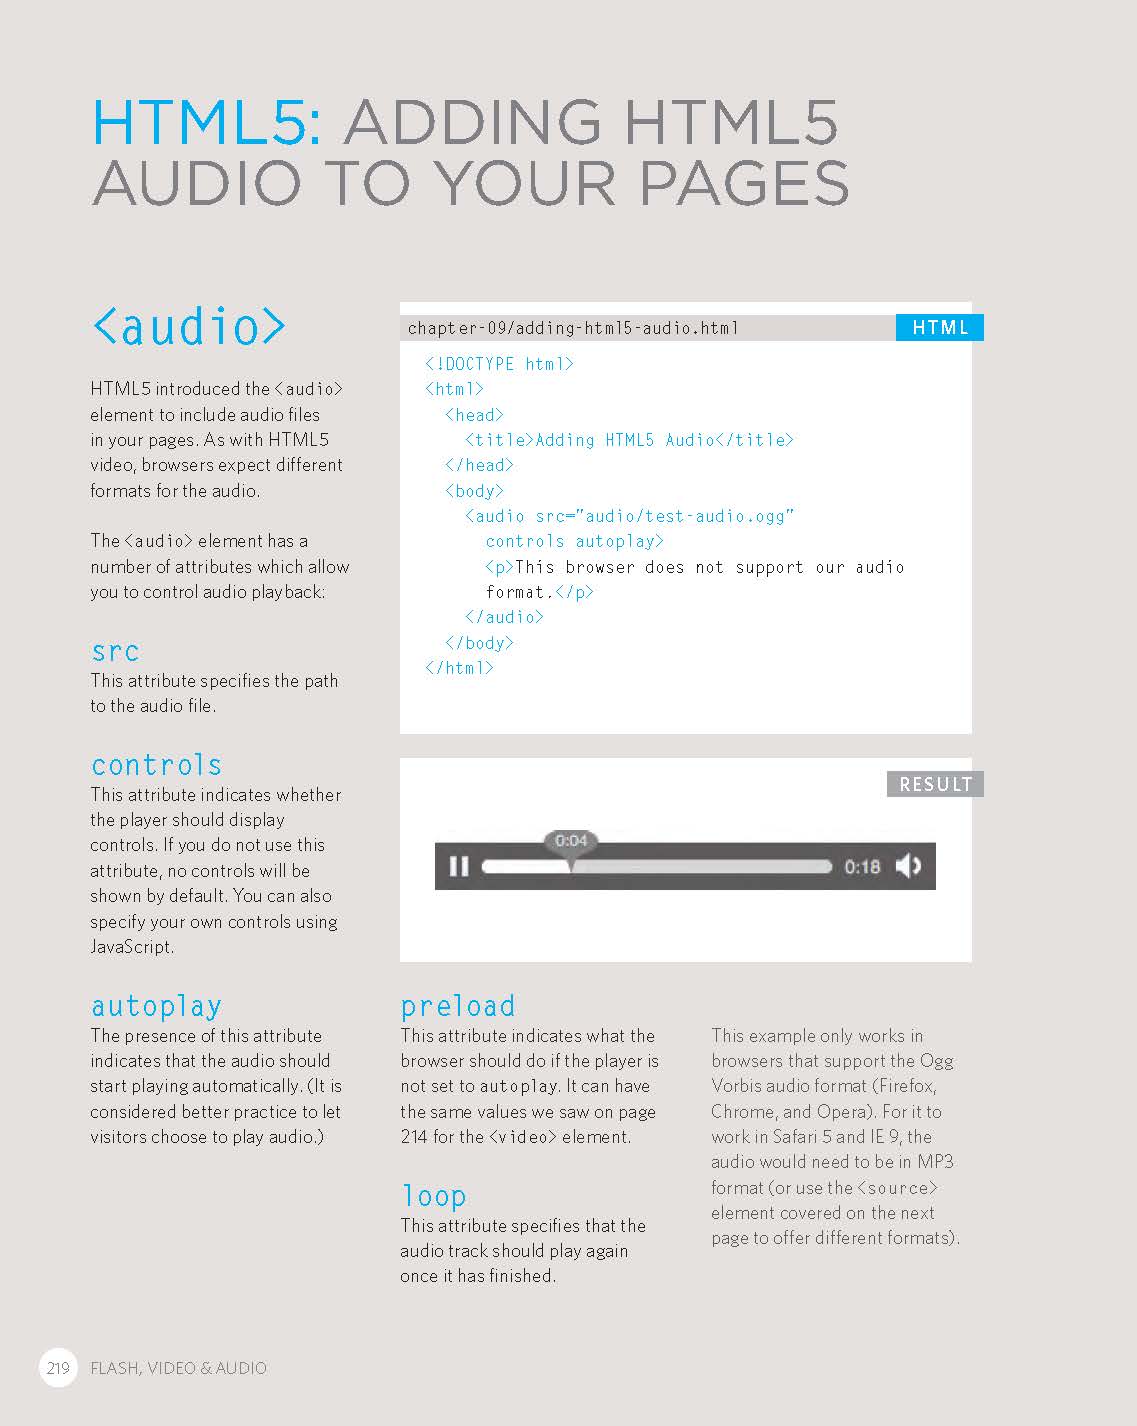 HTML5: ADDING HTML5
AUDIO TO YOUR PAGES
<audio>
HTML5 introduced the <audio>
element to include audio files
in your pages. As with HTML5
video, browsers expect different
formats for the audio.
The <audio> element has a
number of attributes which allow
you to control audio playback:
src
This attribute specifies the path
to the audio file.
controls
This attribute indicates whether
the player should display
controls. If you do not use this
attribute, no controls will be
shown by default. You can also
specify your own controls using
JavaScript.
autoplay
The presence of this attribute
indicates that the audio should
start playing automatically. (It is
considered better practice to let
visitors choose to play audio.)
chapter-09/adding-html5-audio.html
HTML
<!DOCTYPE html>
<html>
<head>
<title>Adding HTML5 Audio</title>
</head>
<body>
<audio src="audio/test-audio.ogg"
controls autoplay>
<p>This browser does not support our audio
format.</p>
</audio>
</body>
</html>
RESULT
0:04
0:18
preload
This attribute indicates what the
browser should do if the player is
not set to autoplay. It can have
the same values we saw on page
214 for the <video> element.
loop
This attribute specifies that the
audio track should play again
once it has finished.
This example only works in
browsers that support the Ogg
Vorbis audio format (Firefox,
Chrome, and Opera). For it to
work in Safari 5 and IE 9, the
audio would need to be in MP3
format (or use the <source>
element covered on the next
page to offer different formats).
219 FLASH, VIDEO & AUDIO